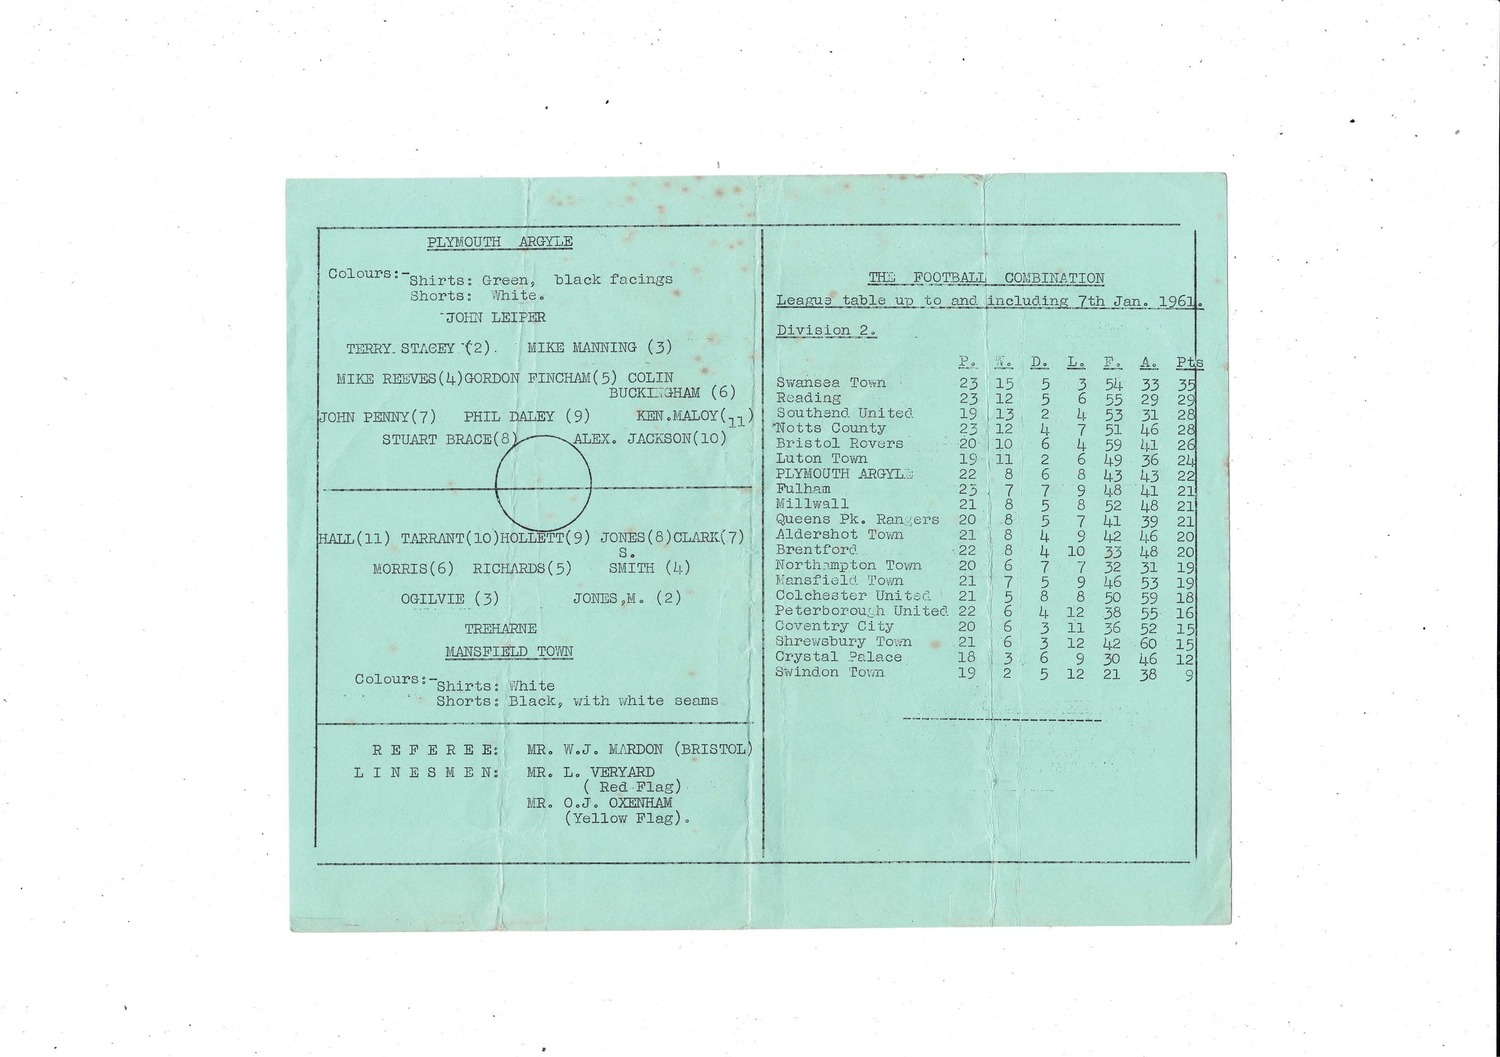 PLYMOUTH ARGYLE
Colours:-Shirts: Green, black facings
Shorts: White.
-JOHN LEIPER
TERRY STACEY (2). MIKE MANNING (3)
MIKE REEVES(4)GORDON FINCHAM(5) COLIN
BUCKINGHAM (6)
JOHN PENNY(7) PHIL DALEY (9) KEN.MALOY(11)
STUART BRACE(8) ALEX. JACKSON(10)
HALL(11) TARRANT(10)HOLLETT(9) JONES(8)CLARK(7)
S.
MORRIS(6) RICHARDS(5) SMITH (4)
OGILVIE (3) JONES,M. (2)
TREHARNE
MANSFIELD TOWN
Colours:-Shirts: White
Shorts: Black, with white seams
REFEREE: MR. W.J. MARDON (BRISTOL)
LINESMEN: MR. L. VERYARD
( Red Flag)
MR. O.J. OXENHAM
(Yellow Flag).
THE FOOTBALL COMBINATION
League table up to and including 7th Jan. 1961.
Division 2.
P. W. D. L. F. A. Pts
Swansea Town 23 15 5 3 54 33 35
Reading 23 12 5 6 55 29 29
Southend United 19 13 2 4 53 31 28
Notts County 23 12 4 7 51 46 28
Bristol Rovers 20 10 6 4 59 41 26
Luton Town 19 11 2 6 49 36 24
PLYMOUTH ARGYLE 22 8 6 8 43 43 22
Fulham 23 7 7 9 48 41 21
Millwall 21 8 5 8 52 48 21
Queens Pk. Rangers 20 8 5 7 41 39 21
Aldershot Town 21 8 4 9 42 46 20
Brentford 22 8 4 10 33 48 20
Northampton Town 20 6 7 7 32 31 19
Mansfield Town 21 7 5 9 46 53 19
Colchester United 21 5 8 8 50 59 18
Peterborough United 22 6 4 12 38 55 16
Coventry City 20 6 3 11 36 52 15
Shrewsbury Town 21 6 3 12 42 60 15
Crystal Palace 18 3 6 9 30 46 12
Swindon Town 19 2 5 12 21 38 9